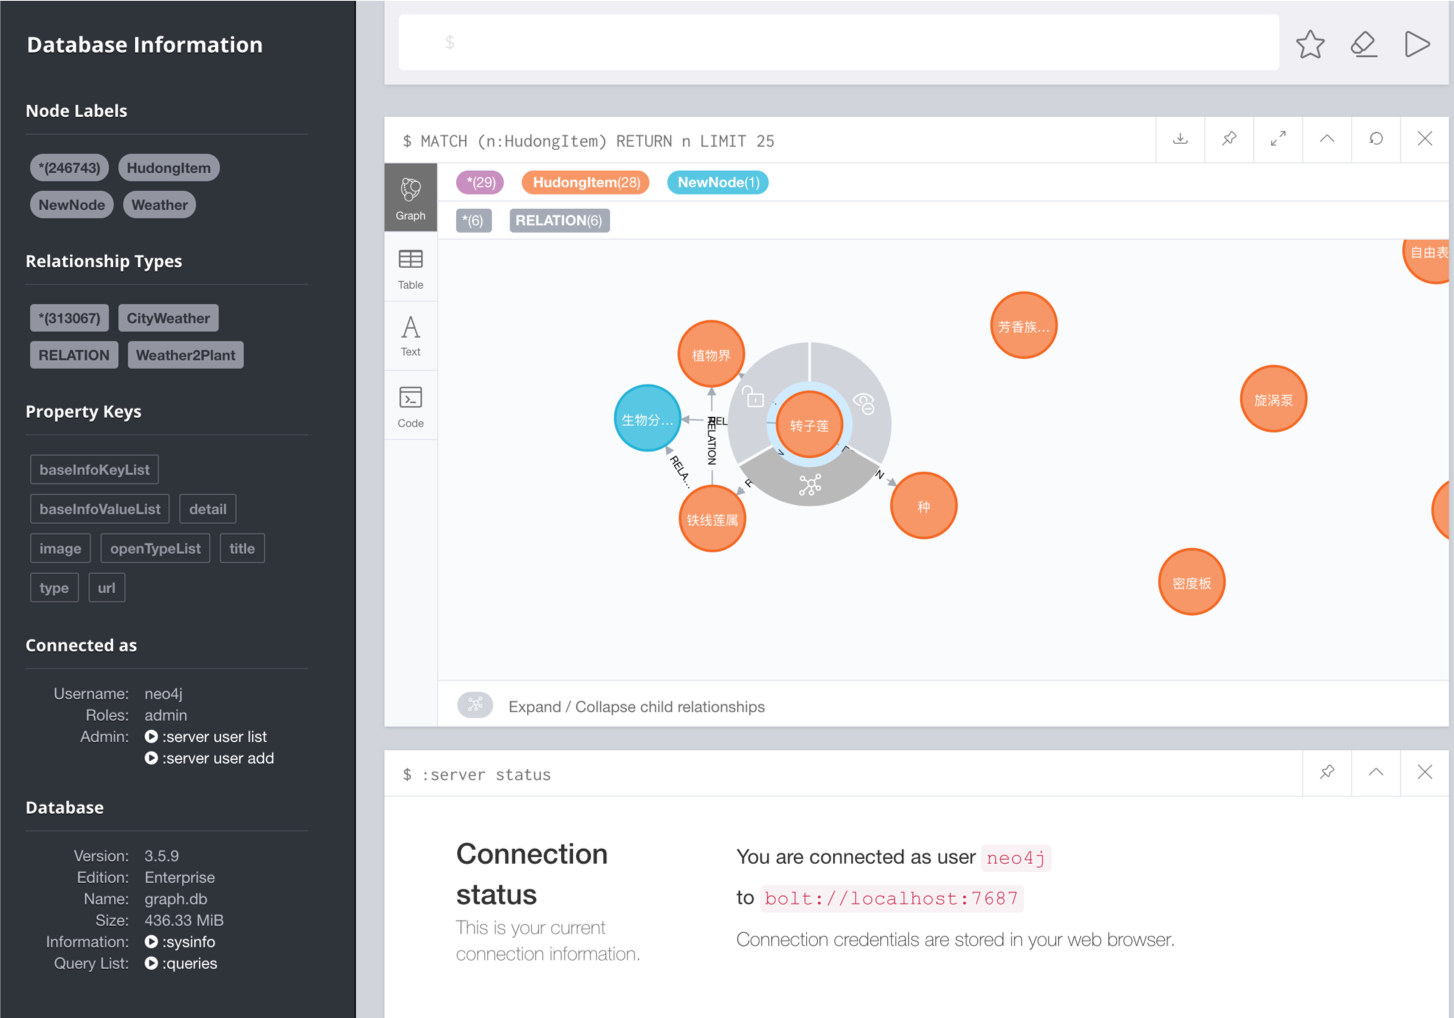 Database Information
Node Labels
*(246743) HudongItem
NewNode Weather
Relationship Types
*(313067) CityWeather
RELATION Weather2Plant
Property Keys
baseInfoKeyList
baseInfoValueList detail
image openTypeList title
type url
Connected as
Username: neo4j
Roles: admin
Admin: :server user list
:server user add
Database
Version: 3.5.9
Edition: Enterprise
Name: graph.db
Size: 436.33 MiB
Information: :sysinfo
Query List: :queries
$
$ MATCH (n:HudongItem) RETURN n LIMIT 25
Graph
Table
Text
Code
*(29) HudongItem(28) NewNode(1)
*(6) RELATION(6)
自由表
芳香族…
植物界
旋涡泵
生物分…
REL
RELATION
转子莲
RELA…
铁线莲属
种
N
密度板
Expand / Collapse child relationships
$ :server status
Connection
status
This is your current
connection information.
You are connected as user neo4j
to bolt://localhost:7687
Connection credentials are stored in your web browser.